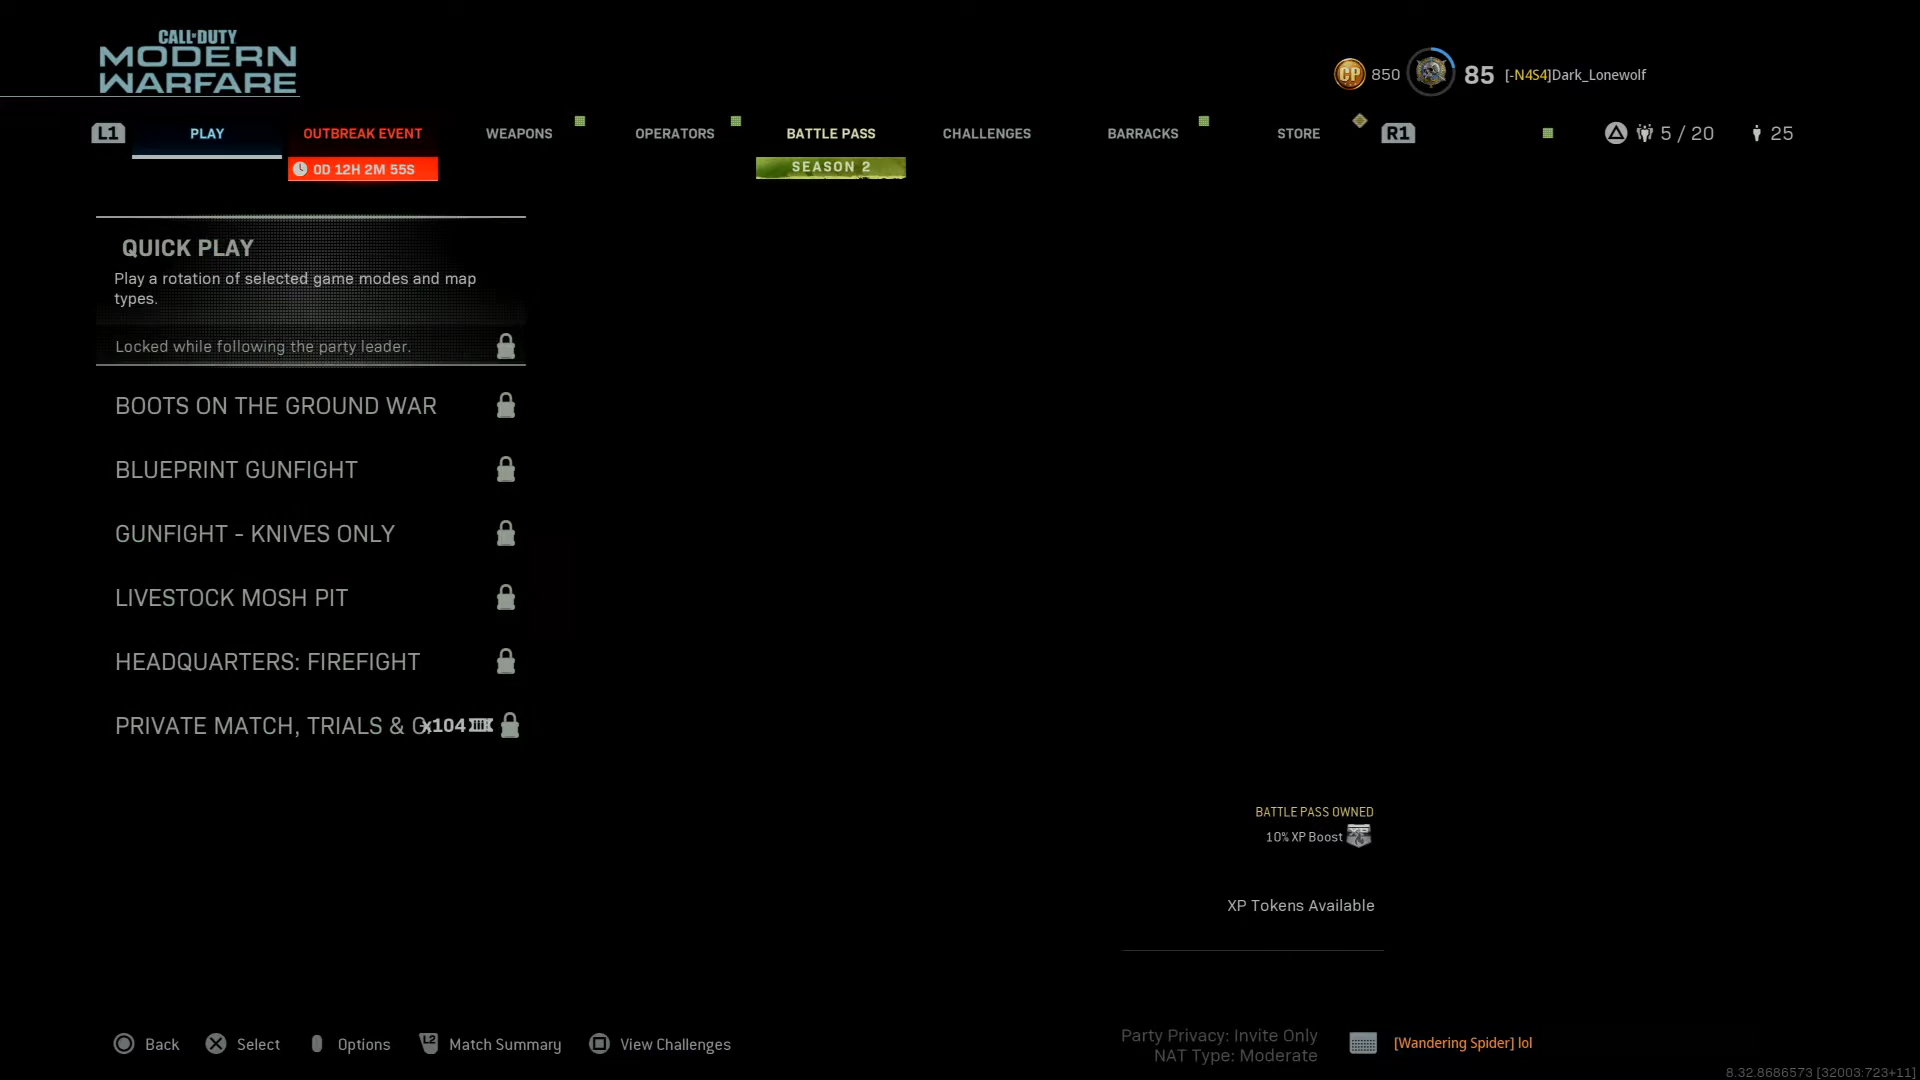 CALL OF DUTY
MODERN
WARFARE
CP 850 85 [-N4S4]Dark_Lonewolf
L1 PLAY OUTBREAK EVENT WEAPONS OPERATORS BATTLE PASS CHALLENGES BARRACKS STORE R1 5 / 20 25
0D 12H 2M 55S SEASON 2
QUICK PLAY
Play a rotation of selected game modes and map
types.
Locked while following the party leader.
BOOTS ON THE GROUND WAR
BLUEPRINT GUNFIGHT
GUNFIGHT - KNIVES ONLY
LIVESTOCK MOSH PIT
HEADQUARTERS: FIREFIGHT
PRIVATE MATCH, TRIALS & x104
BATTLE PASS OWNED
10% XP Boost
XP Tokens Available
Back Select Options L2 Match Summary View Challenges
Party Privacy: Invite Only
NAT Type: Moderate
[Wandering Spider] lol
8.32.8686573 [32003:723+11]